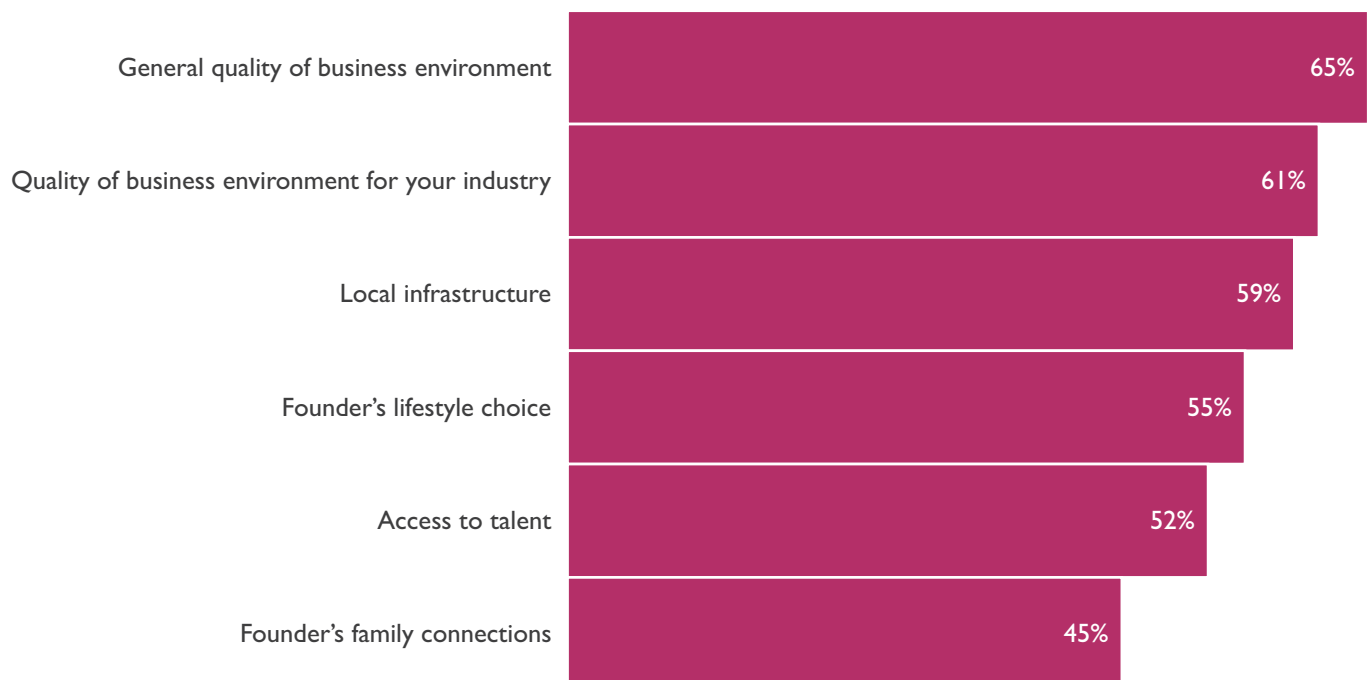 General quality of business environment 65%
Quality of business environment for your industry 61%
Local infrastructure 59%
Founder’s lifestyle choice 55%
Access to talent 52%
Founder’s family connections 45%